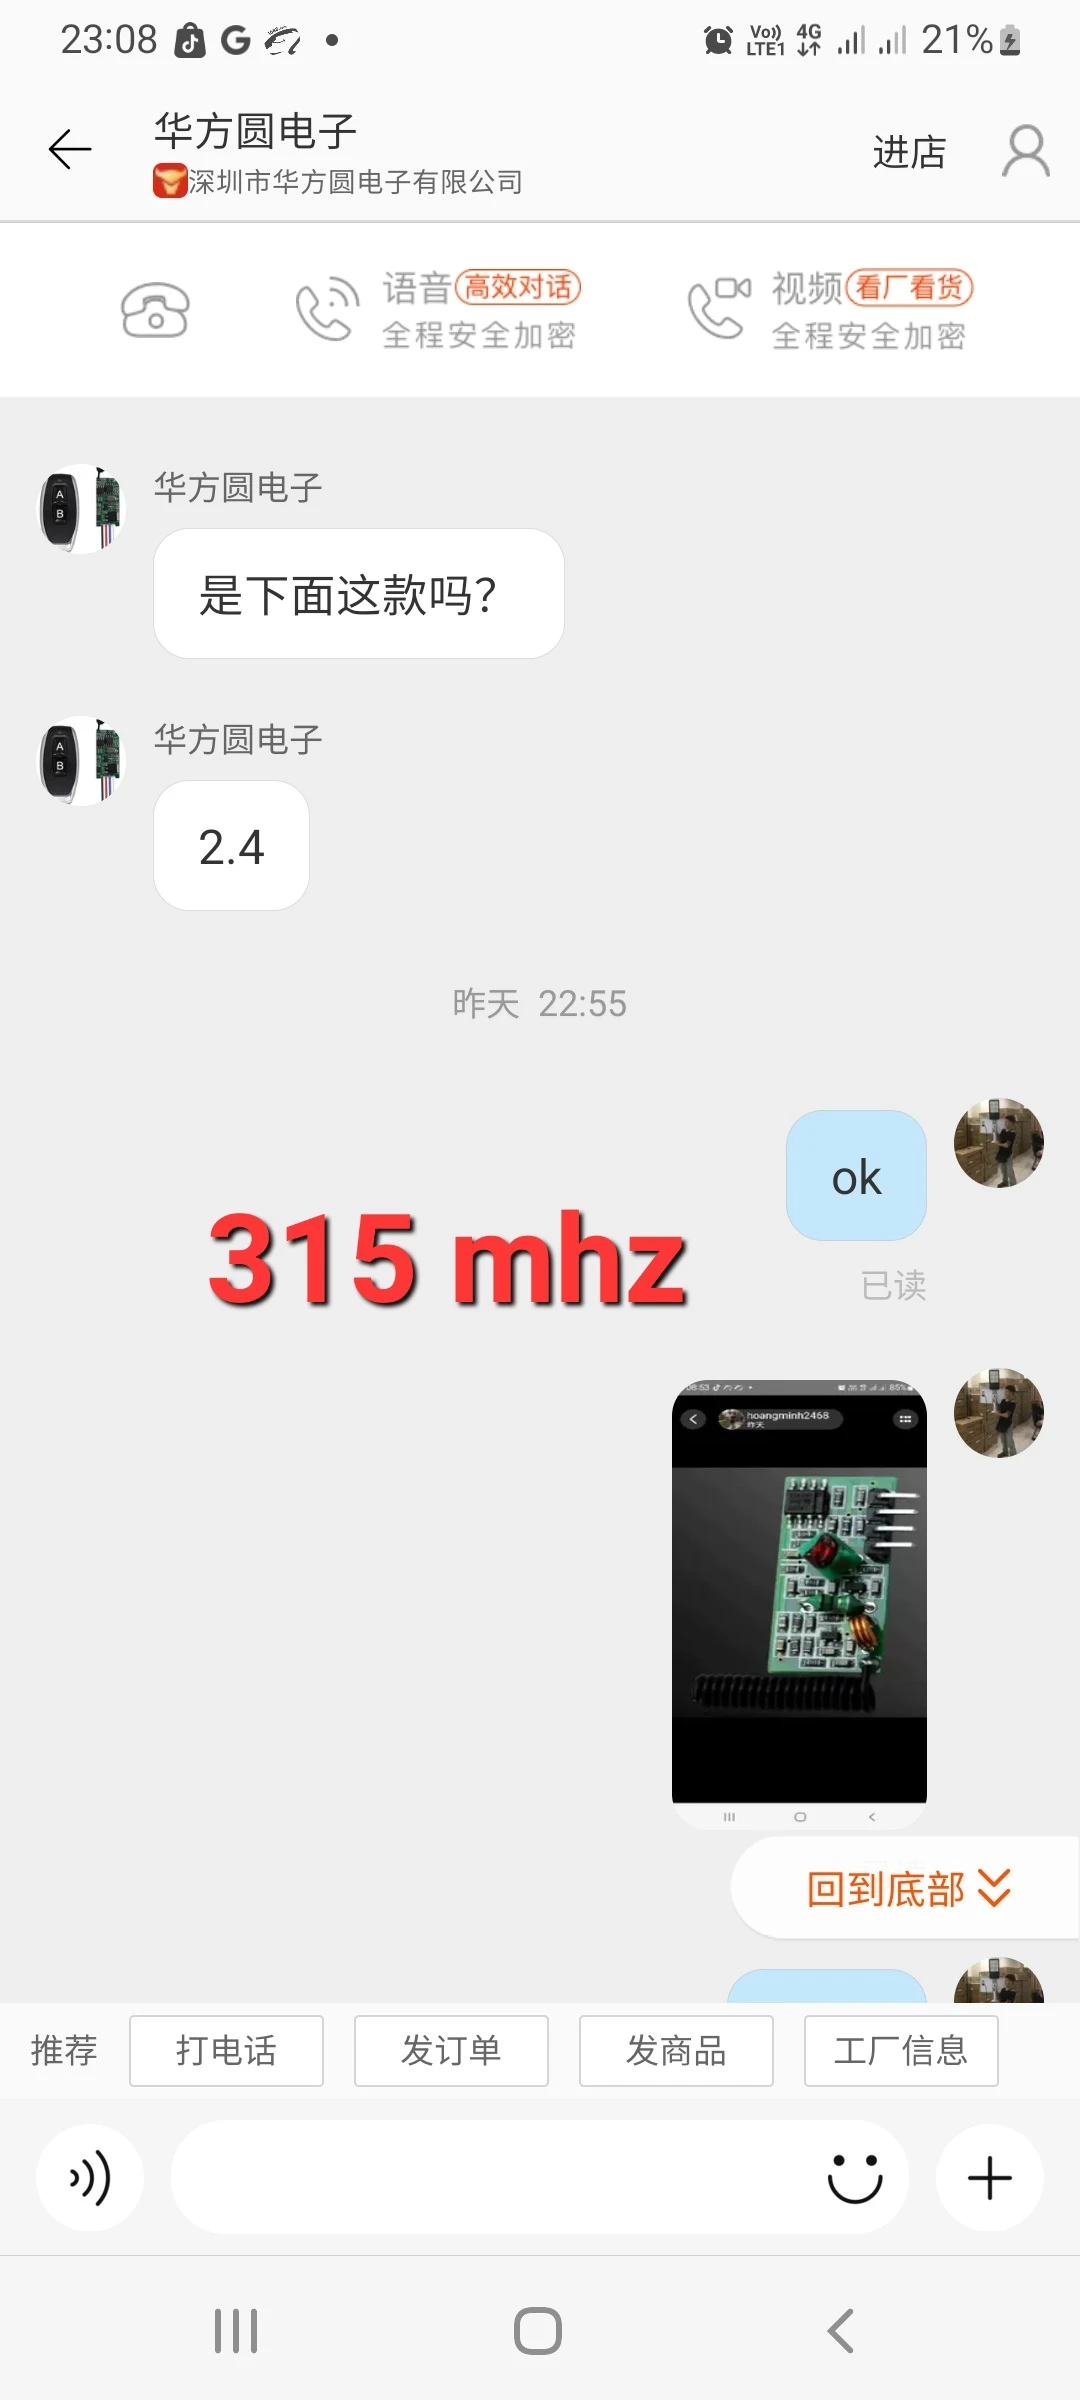 23:08
Vo))
LTE1
4G
21%
华方圆电子
深圳市华方圆电子有限公司
进店
语音 高效对话
全程安全加密
视频 看厂看货
全程安全加密
A
B
华方圆电子
是下面这款吗?
A
B
华方圆电子
2.4
昨天 22:55
ok
已读
315 mhz
08:53
85%
hoangminh2468
昨天
回到底部
推荐
打电话
发订单
发商品
工厂信息